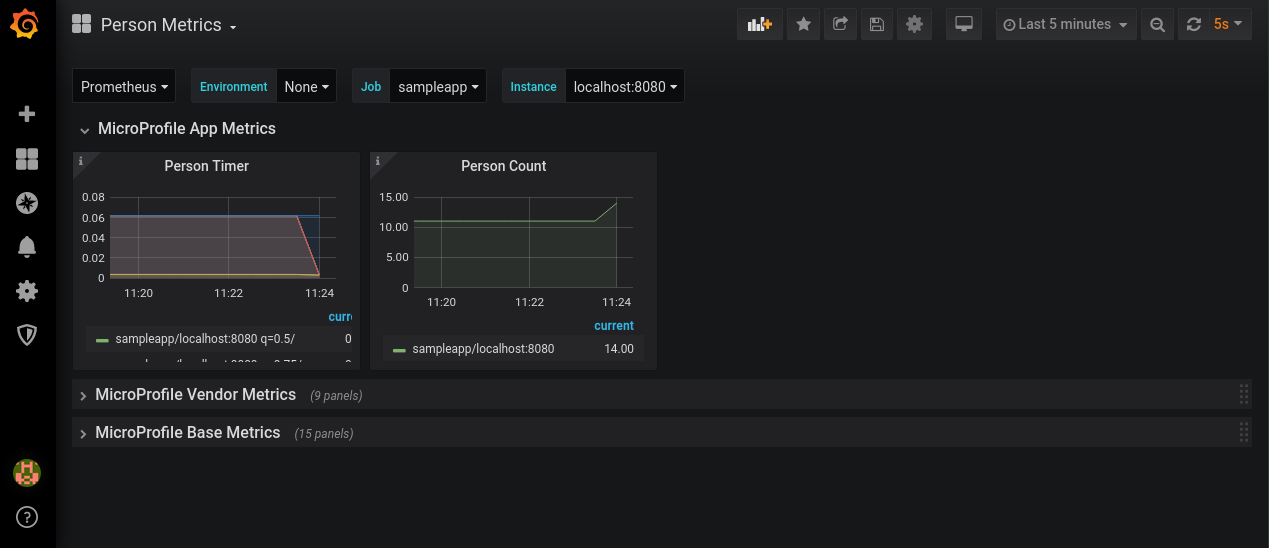 Person Metrics
Last 5 minutes
5s
Prometheus
Environment
None
Job
sampleapp
Instance
localhost:8080
MicroProfile App Metrics
Person Timer
0.08
0.06
0.04
0.02
0
11:20
11:22
11:24
curr
sampleapp/localhost:8080 q=0.5/ 0
Person Count
15.00
10.00
5.00
0
11:20
11:22
11:24
current
sampleapp/localhost:8080 14.00
MicroProfile Vendor Metrics (9 panels)
MicroProfile Base Metrics (15 panels)